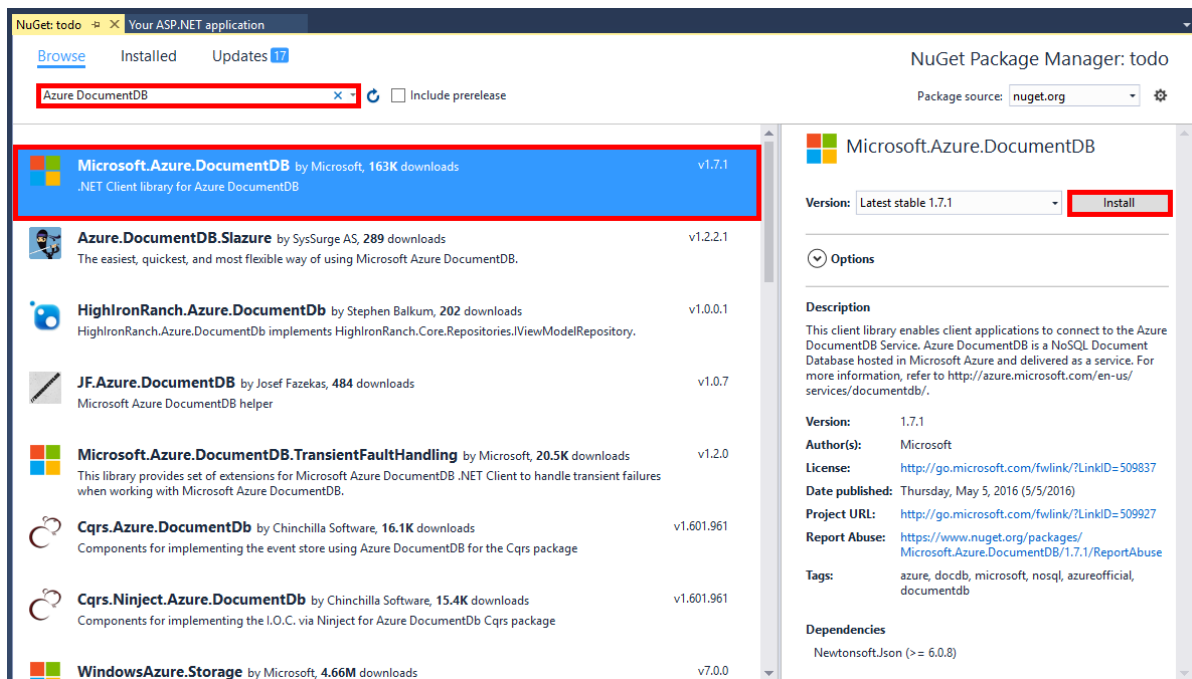 NuGet: todo
Your ASP.NET application
Browse Installed Updates 17
NuGet Package Manager: todo
Azure DocumentDB
Include prerelease
Package source: nuget.org
Microsoft.Azure.DocumentDB by Microsoft, 163K downloads v1.7.1
.NET Client library for Azure DocumentDB
Azure.DocumentDB.Slazure by SysSurge AS, 289 downloads v1.2.2.1
The easiest, quickest, and most flexible way of using Microsoft Azure DocumentDB.
HighIronRanch.Azure.DocumentDb by Stephen Balkum, 202 downloads v1.0.0.1
HighIronRanch.Azure.DocumentDb implements HighIronRanch.Core.Repositories.IViewModelRepository.
JF.Azure.DocumentDB by Josef Fazekas, 484 downloads v1.0.7
Microsoft Azure DocumentDB helper
Microsoft.Azure.DocumentDB.TransientFaultHandling by Microsoft, 20.5K downloads v1.2.0
This library provides set of extensions for Microsoft Azure DocumentDB .NET Client to handle transient failures
when working with Microsoft Azure DocumentDB.
Cqrs.Azure.DocumentDb by Chinchilla Software, 16.1K downloads v1.601.961
Components for implementing the event store using Azure DocumentDB for the Cqrs package
Cqrs.Ninject.Azure.DocumentDb by Chinchilla Software, 15.4K downloads v1.601.961
Components for implementing the I.O.C. via Ninject for Azure DocumentDb Cqrs package
WindowsAzure.Storage by Microsoft, 4.66M downloads v7.0.0
Microsoft.Azure.DocumentDB
Version: Latest stable 1.7.1 Install
Options
Description
This client library enables client applications to connect to the Azure
DocumentDB Service. Azure DocumentDB is a NoSQL Document
Database hosted in Microsoft Azure and delivered as a service. For
more information, refer to http://azure.microsoft.com/en-us/
services/documentdb/.
Version: 1.7.1
Author(s): Microsoft
License: http://go.microsoft.com/fwlink/?LinkID=509837
Date published: Thursday, May 5, 2016 (5/5/2016)
Project URL: http://go.microsoft.com/fwlink/?LinkID=509927
Report Abuse: https://www.nuget.org/packages/
Microsoft.Azure.DocumentDB/1.7.1/ReportAbuse
Tags: azure, docdb, microsoft, nosql, azureofficial,
documentdb
Dependencies
Newtonsoft.Json (>= 6.0.8)